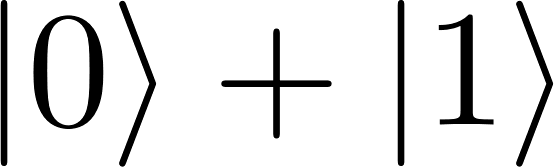 |0⟩ + |1⟩